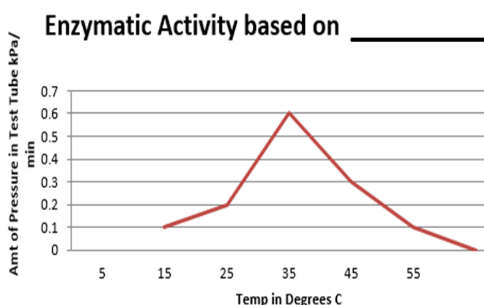 Enzymatic Activity based on ____________
Amt of Pressure in Test Tube kPa/
min
0.7
0.6
0.5
0.4
0.3
0.2
0.1
0
5 15 25 35 45 55
Temp in Degrees C